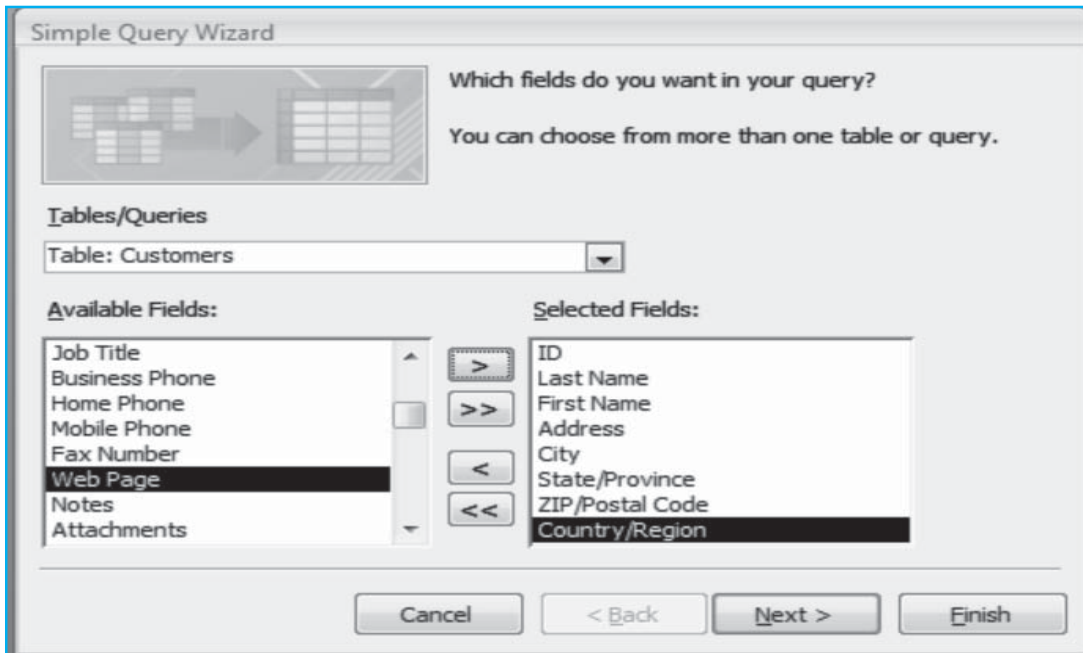 Simple Query Wizard
Which fields do you want in your query?
You can choose from more than one table or query.
Tables/Queries
Table: Customers
Available Fields:
Job Title
Business Phone
Home Phone
Mobile Phone
Fax Number
Web Page
Notes
Attachments
>
>>
<
<<
Selected Fields:
ID
Last Name
First Name
Address
City
State/Province
ZIP/Postal Code
Country/Region
Cancel
< Back
Next >
Finish